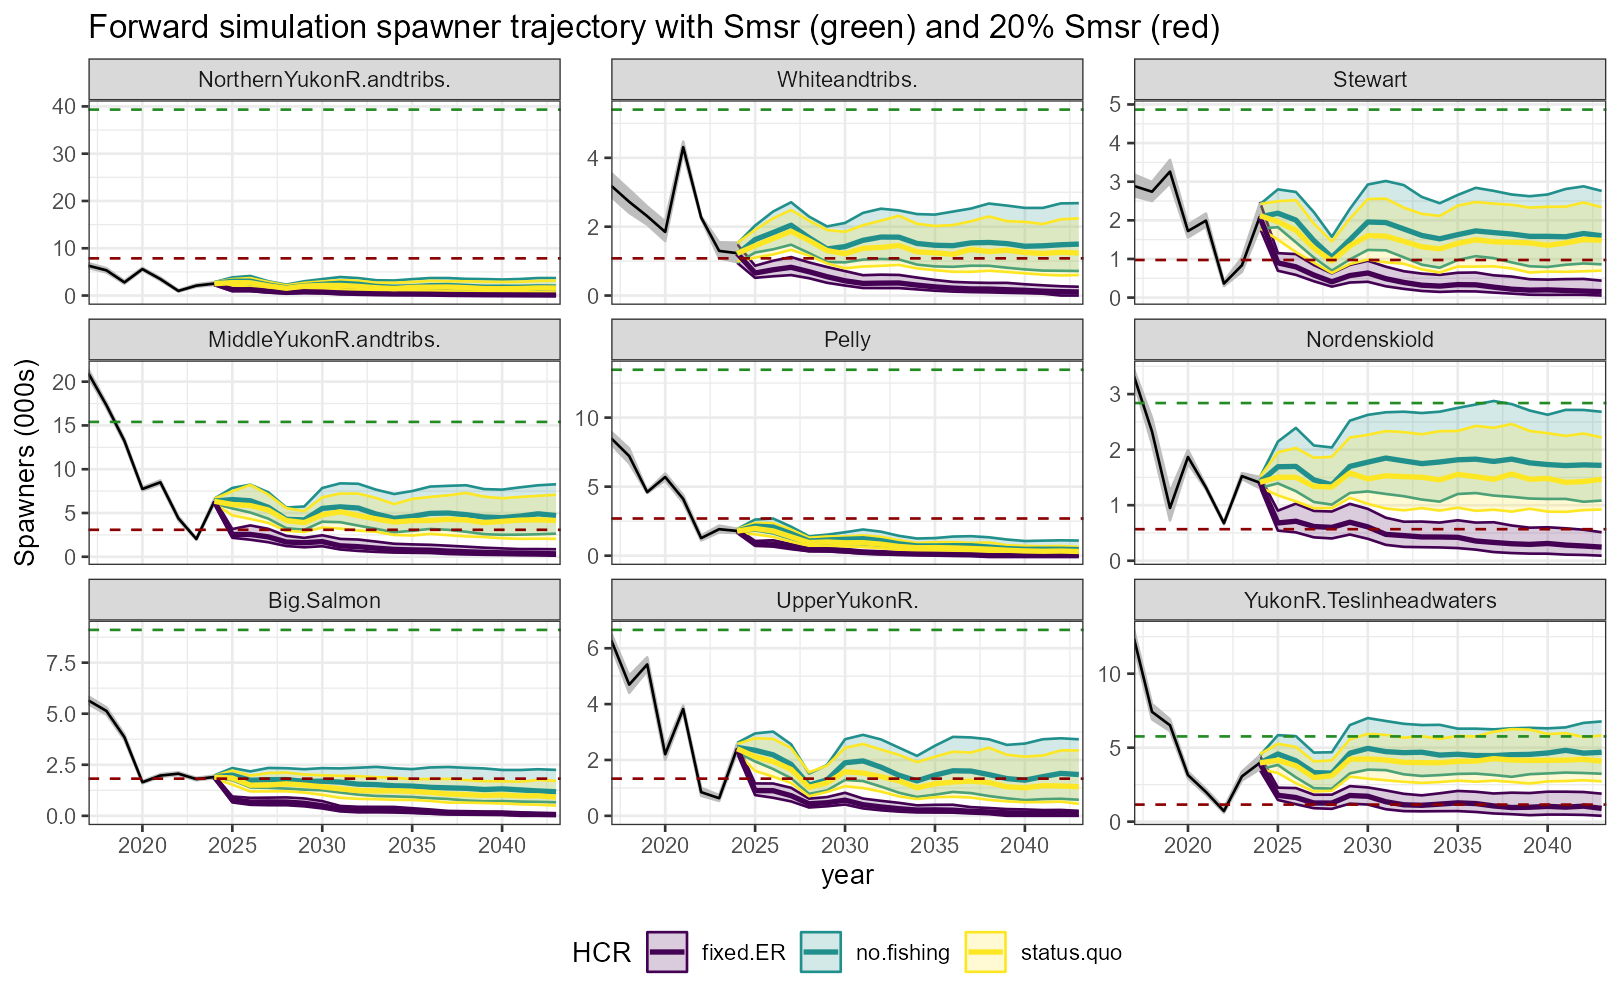 Forward simulation spawner trajectory with Smsr (green) and 20% Smsr (red)
NorthernYukonR.andtribs.
Whiteandtribs.
Stewart
40
30
20
10
0
4
2
0
5
4
3
2
1
0
MiddleYukonR.andtribs.
Pelly
Nordenskiold
20
15
10
5
0
10
5
0
3
2
1
0
Big.Salmon
UpperYukonR.
YukonR.Teslinheadwaters
7.5
5.0
2.5
0.0
6
4
2
0
10
5
0
2020 2025 2030 2035 2040
2020 2025 2030 2035 2040
2020 2025 2030 2035 2040
Spawners (000s)
year
HCR fixed.ER no.fishing status.quo